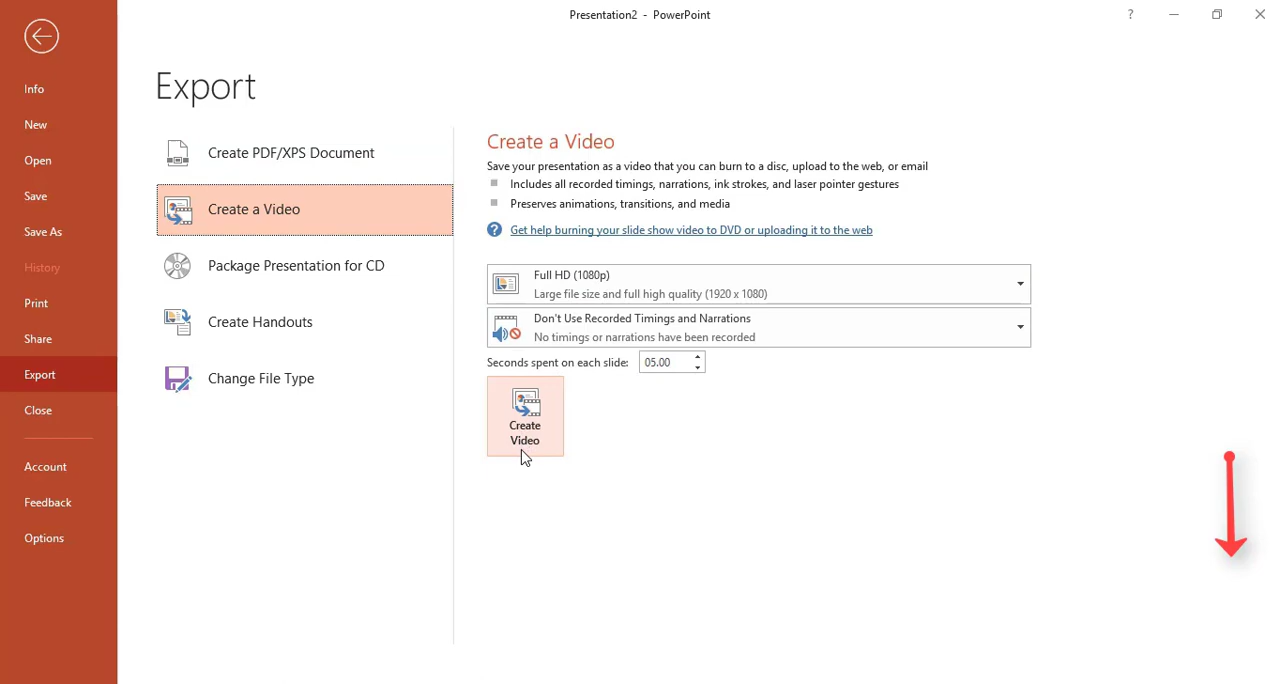 Presentation2 - PowerPoint
?
Info
New
Open
Save
Save As
History
Print
Share
Export
Close
Account
Feedback
Options
Export
Create PDF/XPS Document
Create a Video
Package Presentation for CD
Create Handouts
Change File Type
Create a Video
Save your presentation as a video that you can burn to a disc, upload to the web, or email
Includes all recorded timings, narrations, ink strokes, and laser pointer gestures
Preserves animations, transitions, and media
? Get help burning your slide show video to DVD or uploading it to the web
Full HD (1080p)
Large file size and full high quality (1920 x 1080)
Don't Use Recorded Timings and Narrations
No timings or narrations have been recorded
Seconds spent on each slide: 05.00
Create
Video